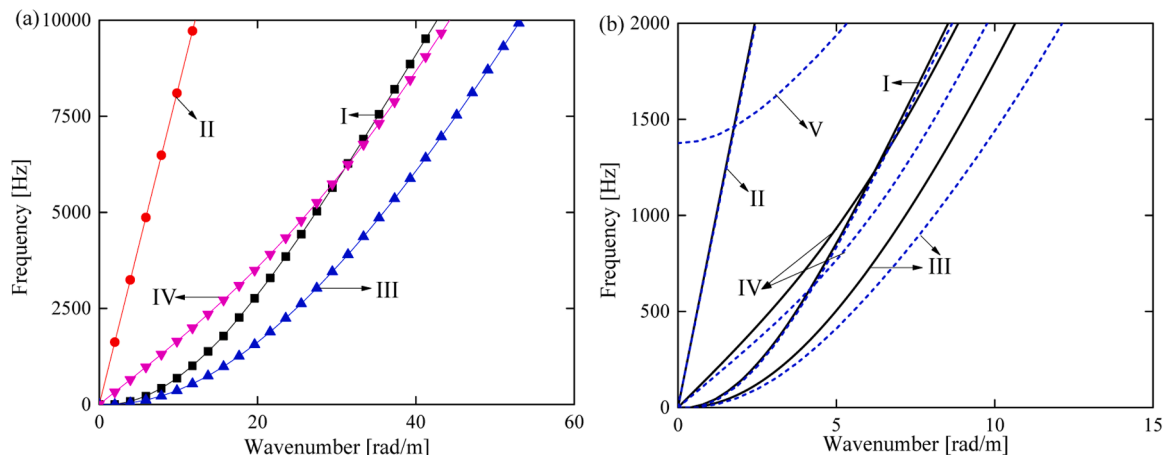 (a)
10000
7500
5000
2500
0
Frequency [Hz]
0
20
40
60
Wavenumber [rad/m]
II
I
IV
III
(b)
2000
1500
1000
500
0
Frequency [Hz]
0
5
10
15
Wavenumber [rad/m]
I
V
II
IV
III